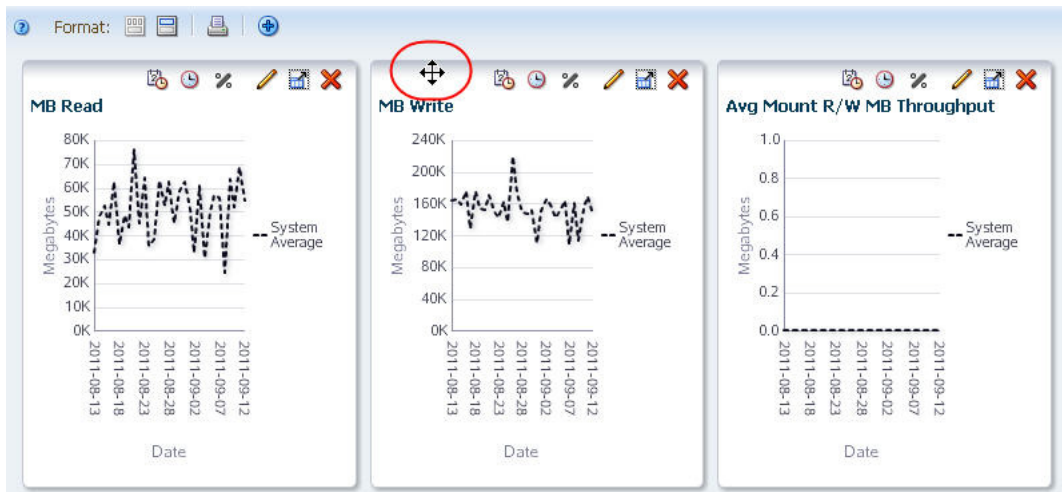 Format:
MB Read
80K
70K
60K
50K
40K
30K
20K
10K
0K
Megabytes
System
Average
2011-08-13
2011-08-18
2011-08-23
2011-08-28
2011-09-02
2011-09-07
2011-09-12
Date
MB Write
240K
200K
160K
120K
80K
40K
0K
Megabytes
System
Average
2011-08-13
2011-08-18
2011-08-23
2011-08-28
2011-09-02
2011-09-07
2011-09-12
Date
Avg Mount R/W MB Throughput
1.0
0.8
0.6
0.4
0.2
0.0
Megabytes
System
Average
2011-08-13
2011-08-18
2011-08-23
2011-08-28
2011-09-02
2011-09-07
2011-09-12
Date